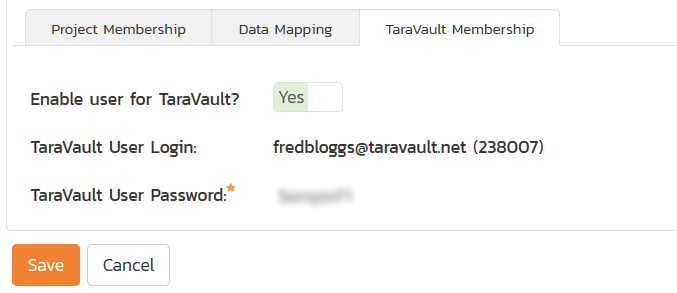 Project Membership Data Mapping TaraVault Membership
Enable user for TaraVault? Yes
TaraVault User Login: fredbloggs@taravault.net (238007)
TaraVault User Password:*
Save Cancel